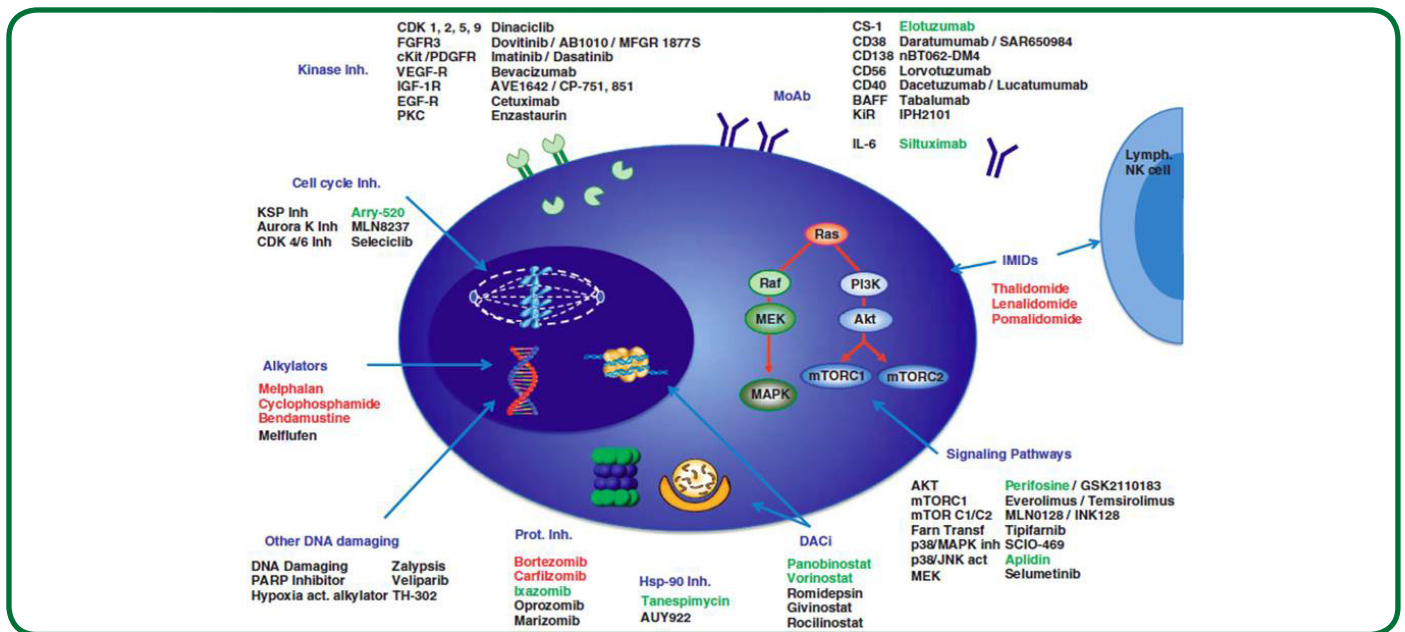 Kinase Inh.
CDK 1, 2, 5, 9 Dinaciclib
FGFR3 Dovitinib / AB1010 / MFGR 1877S
cKit /PDGFR Imatinib / Dasatinib
VEGF-R Bevacizumab
IGF-1R AVE1642 / CP-751, 851
EGF-R Cetuximab
PKC Enzastaurin
MoAb
CS-1 Elotuzumab
CD38 Daratumumab / SAR650984
CD138 nBT062-DM4
CD56 Lorvotuzumab
CD40 Dacetuzumab / Lucatumumab
BAFF Tabalumab
KiR IPH2101
IL-6 Siltuximab
Lymph.
NK cell
Cell cycle Inh.
KSP Inh Arry-520
Aurora K Inh MLN8237
CDK 4/6 Inh Seleciclib
Ras
Raf
PI3K
MEK
Akt
mTORC1
mTORC2
MAPK
IMIDs
Thalidomide
Lenalidomide
Pomalidomide
Alkylators
Melphalan
Cyclophosphamide
Bendamustine
Melflufen
Signaling Pathways
AKT Perifosine / GSK2110183
mTORC1 Everolimus / Temsirolimus
mTOR C1/C2 MLN0128 / INK128
Farn Transf Tipifarnib
p38/MAPK inh SCIO-469
p38/JNK act Aplidin
MEK Selumetinib
Other DNA damaging
DNA Damaging Zalypsis
PARP Inhibitor Veliparib
Hypoxia act. alkylator TH-302
Prot. Inh.
Bortezomib
Carfilzomib
Ixazomib
Oprozomib
Marizomib
Hsp-90 Inh.
Tanespimycin
AUY922
DACi
Panobinostat
Vorinostat
Romidepsin
Givinostat
Rocilinostat